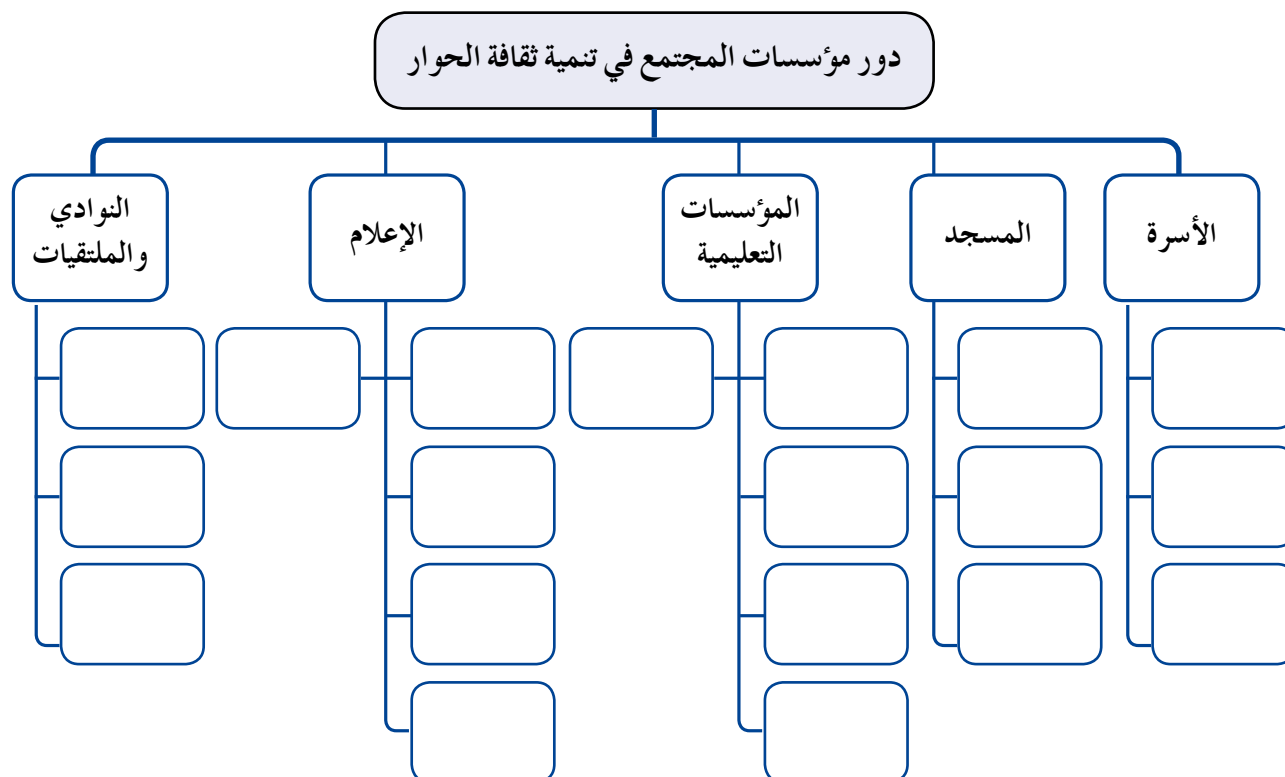 دور مؤسسات المجتمع في تنمية ثقافة الحوار
الأسرة
المسجد
المؤسسات
التعليمية
الإعلام
النوادي
والملتقيات